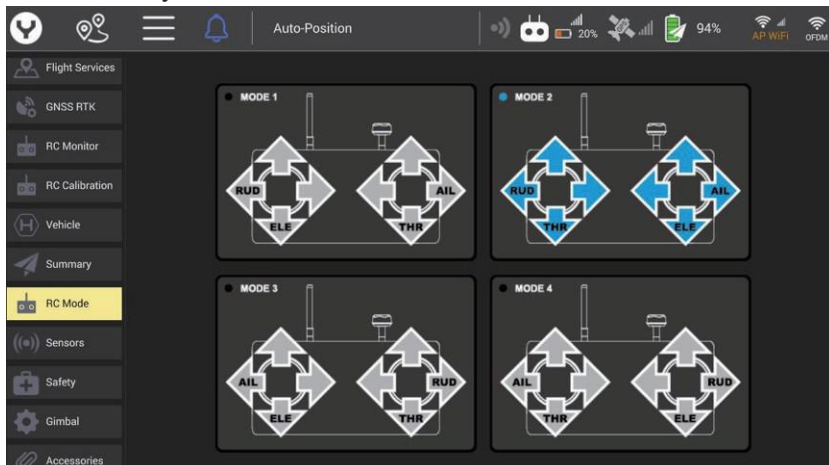 Auto-Position
20%
94%
AP WiFi
OFDM
Flight Services
GNSS RTK
RC Monitor
RC Calibration
Vehicle
Summary
RC Mode
Sensors
Safety
Gimbal
Accessories
MODE 1
RUD
AIL
ELE
THR
MODE 2
RUD
AIL
THR
ELE
MODE 3
AIL
RUD
ELE
THR
MODE 4
AIL
RUD
THR
ELE